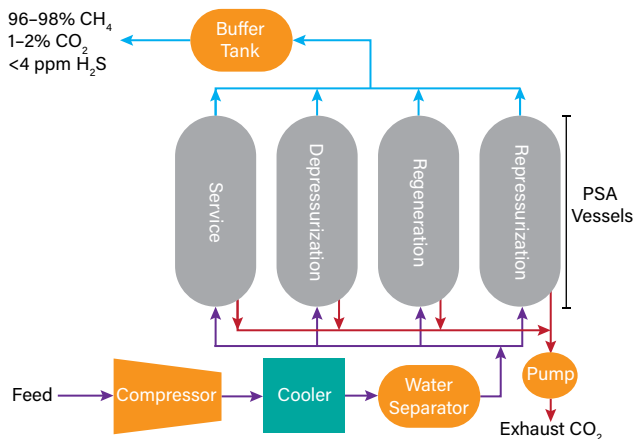 96–98% CH₄
1–2% CO₂
<4 ppm H₂S
Buffer
Tank
Service
Depressurization
Regeneration
Repressurization
PSA
Vessels
Feed
Compressor
Cooler
Water
Separator
Pump
Exhaust CO₂